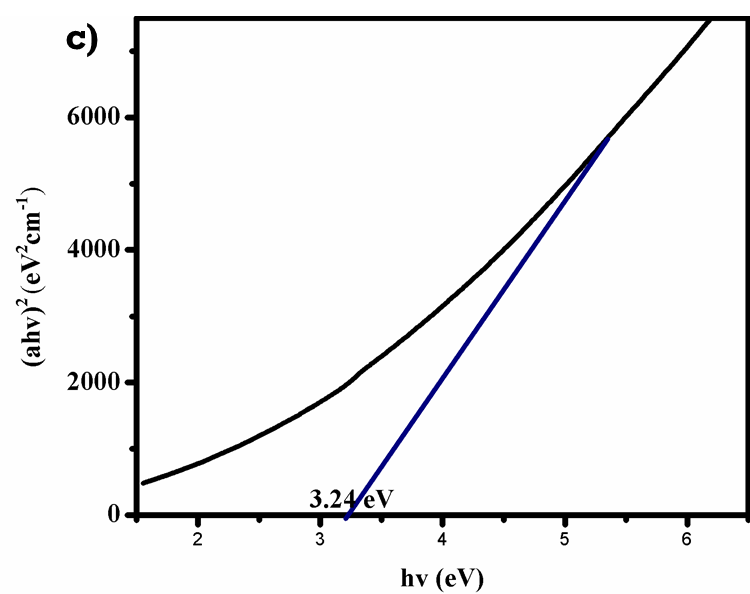 c)
6000
4000
2000
0
(ahv)² (eV²cm⁻¹)
3.24 eV
2 3 4 5 6
hv (eV)